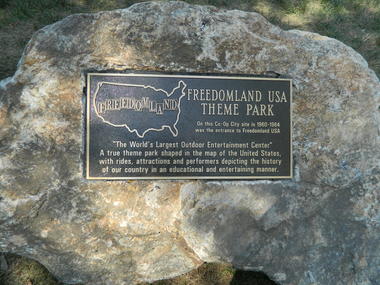 FREEDOMLAND
FREEDOMLAND USA
THEME PARK
On this Co-Op City site in 1960-1964
was the entrance to Freedomland USA
"The World's Largest Outdoor Entertainment Center"
A true theme park shaped in the map of the United States,
with rides, attractions and performers depicting the history
of our country in an educational and entertaining manner.